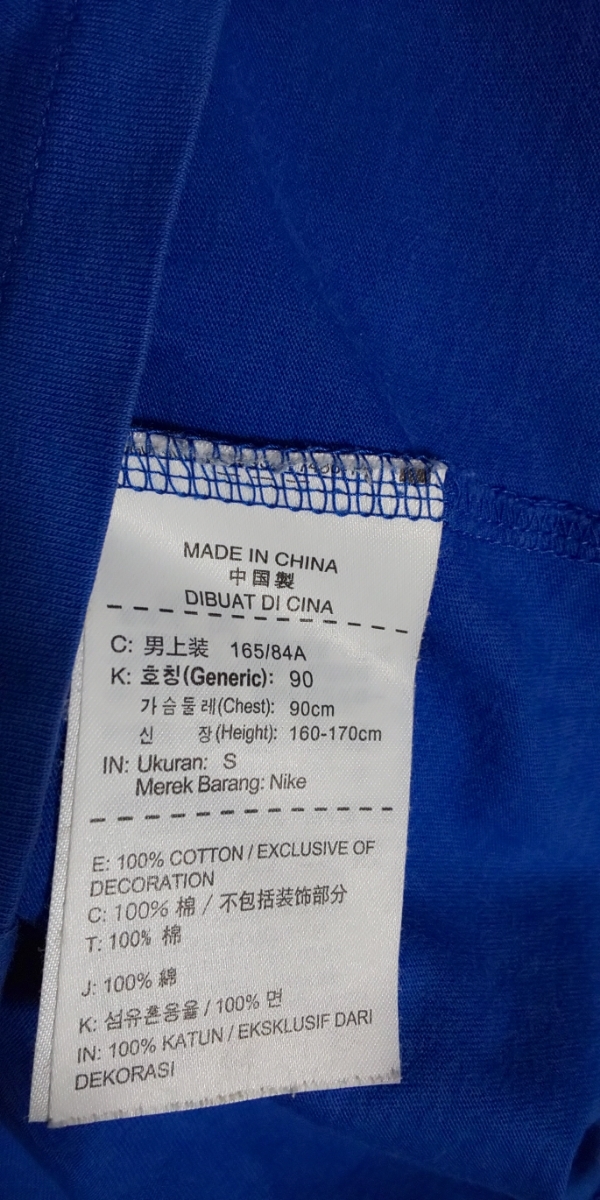 MADE IN CHINA
中国製
DIBUAT DI CINA
C: 男上装 165/84A
K: 호칭(Generic): 90
가슴둘레(Chest): 90cm
신 장(Height): 160-170cm
IN: Ukuran: S
Merek Barang: Nike
E: 100% COTTON / EXCLUSIVE OF
DECORATION
C: 100% 棉 / 不包括装饰部分
T: 100% 棉
J: 100% 綿
K: 섬유혼용율 / 100% 면
IN: 100% KATUN / EKSKLUSIF DARI
DEKORASI